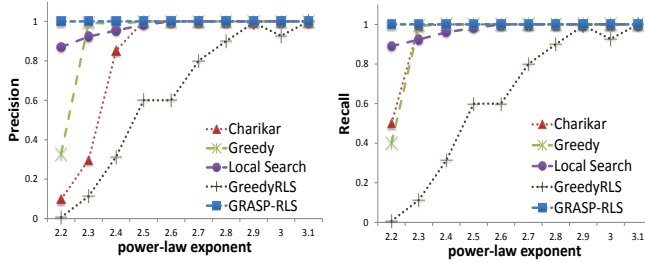 Precision
1
0.8
0.6
0.4
0.2
0
2.2 2.3 2.4 2.5 2.6 2.7 2.8 2.9 3 3.1
power-law exponent
Charikar
Greedy
Local Search
GreedyRLS
GRASP-RLS
Recall
1
0.8
0.6
0.4
0.2
0
2.2 2.3 2.4 2.5 2.6 2.7 2.8 2.9 3 3.1
power-law exponent
Charikar
Greedy
Local Search
GreedyRLS
GRASP-RLS